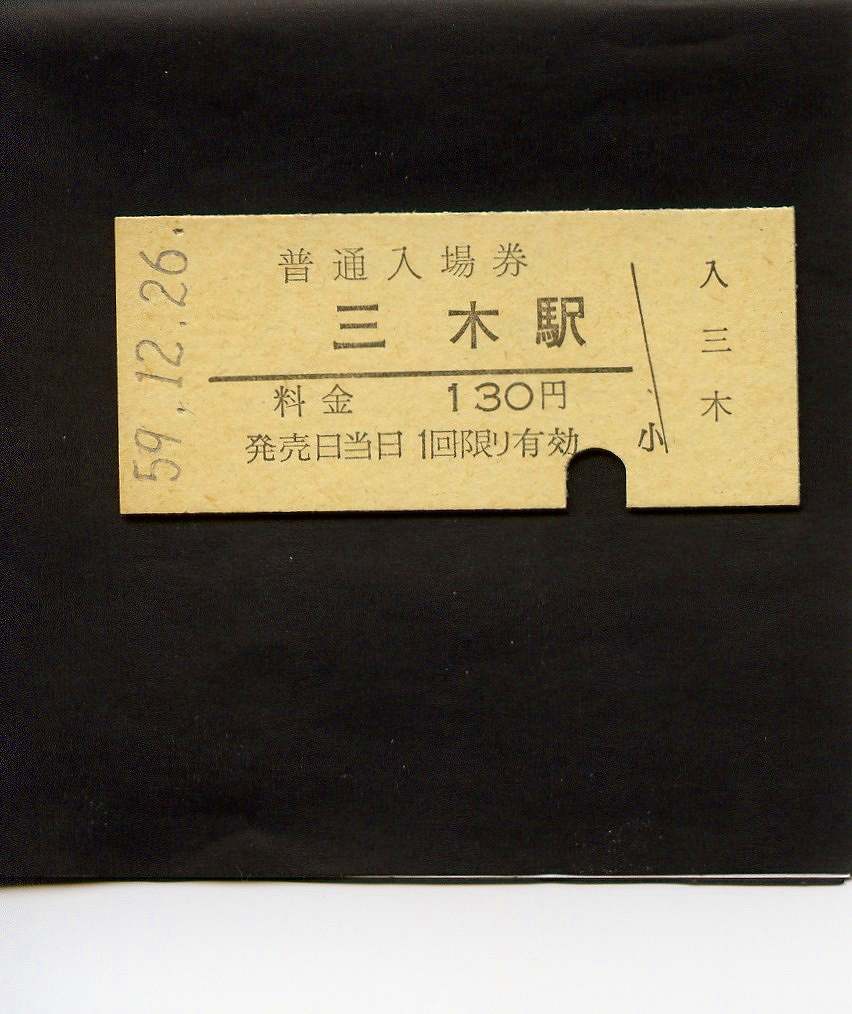 59.12.26.
普通入場券
三木駅
料金 130円
発売日当日1回限り有効
小
入
三
木